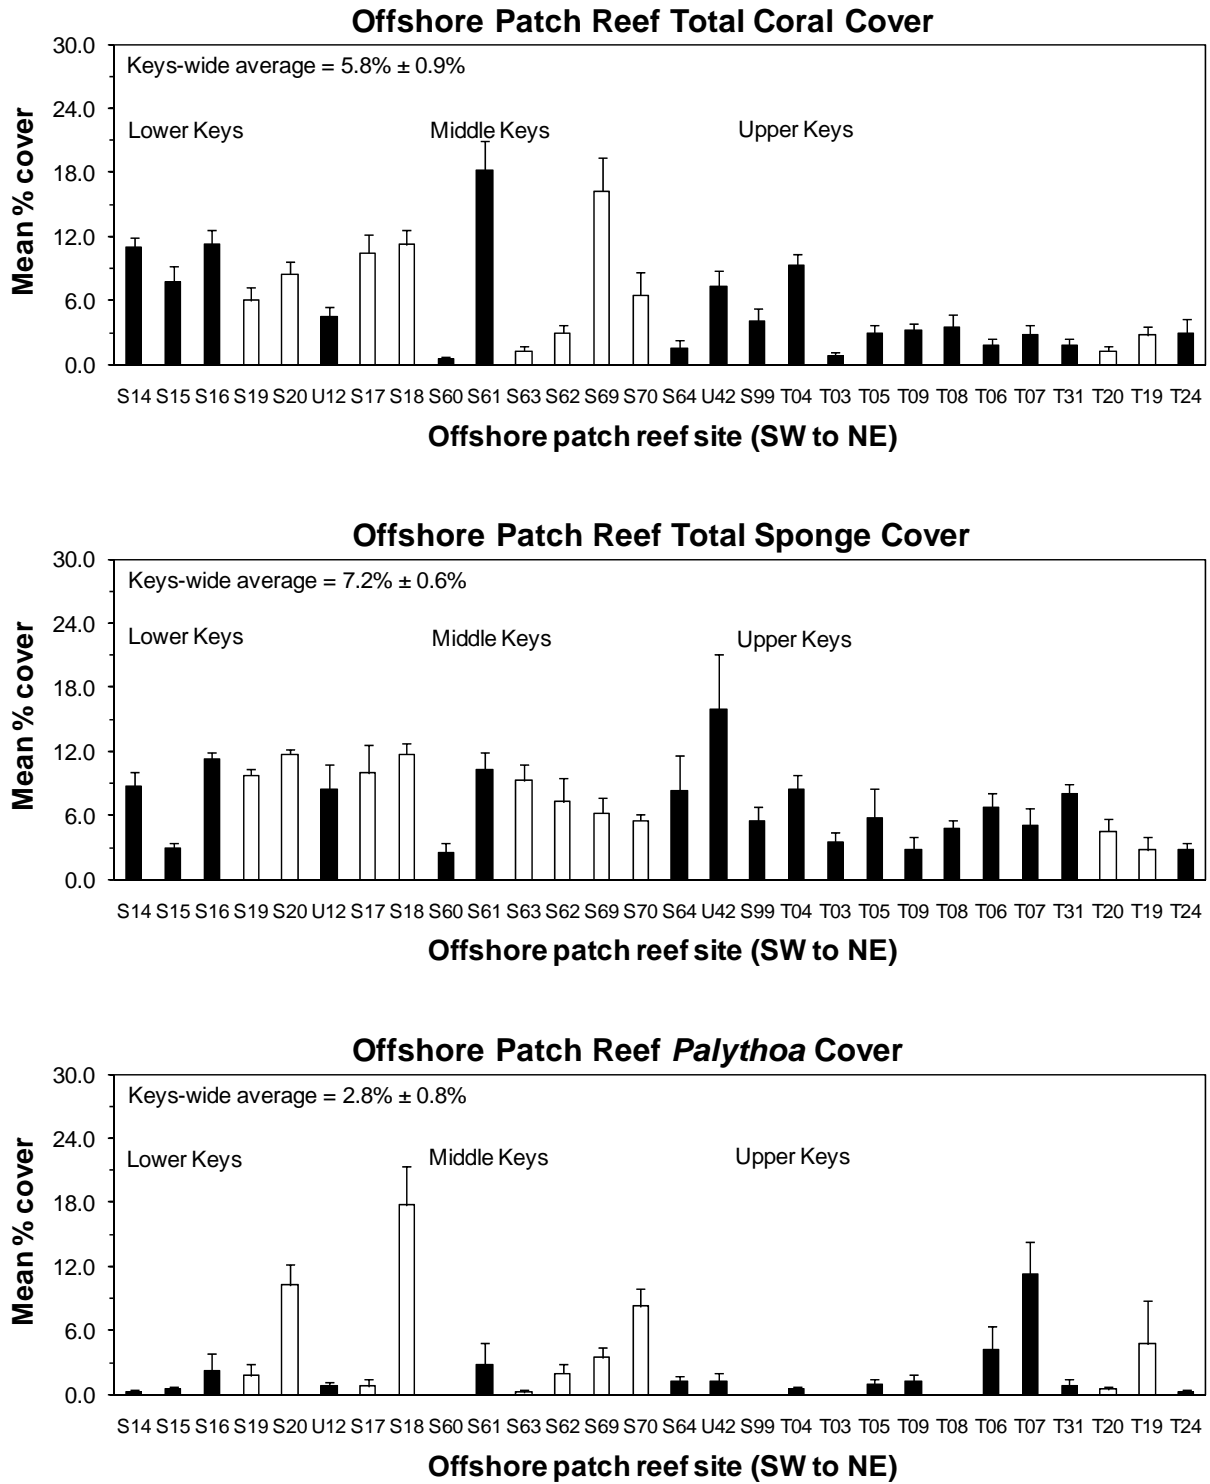 Offshore Patch Reef Total Coral Cover
30.0
Keys-wide average = 5.8% ± 0.9%
24.0
Lower Keys
Middle Keys
Upper Keys
18.0
12.0
6.0
0.0
Mean % cover
S14 S15 S16 S19 S20 U12 S17 S18 S60 S61 S63 S62 S69 S70 S64 U42 S99 T04 T03 T05 T09 T08 T06 T07 T31 T20 T19 T24
Offshore patch reef site (SW to NE)
Offshore Patch Reef Total Sponge Cover
30.0
Keys-wide average = 7.2% ± 0.6%
24.0
Lower Keys
Middle Keys
Upper Keys
18.0
12.0
6.0
0.0
Mean % cover
S14 S15 S16 S19 S20 U12 S17 S18 S60 S61 S63 S62 S69 S70 S64 U42 S99 T04 T03 T05 T09 T08 T06 T07 T31 T20 T19 T24
Offshore patch reef site (SW to NE)
Offshore Patch Reef Palythoa Cover
30.0
Keys-wide average = 2.8% ± 0.8%
24.0
Lower Keys
Middle Keys
Upper Keys
18.0
12.0
6.0
0.0
Mean % cover
S14 S15 S16 S19 S20 U12 S17 S18 S60 S61 S63 S62 S69 S70 S64 U42 S99 T04 T03 T05 T09 T08 T06 T07 T31 T20 T19 T24
Offshore patch reef site (SW to NE)